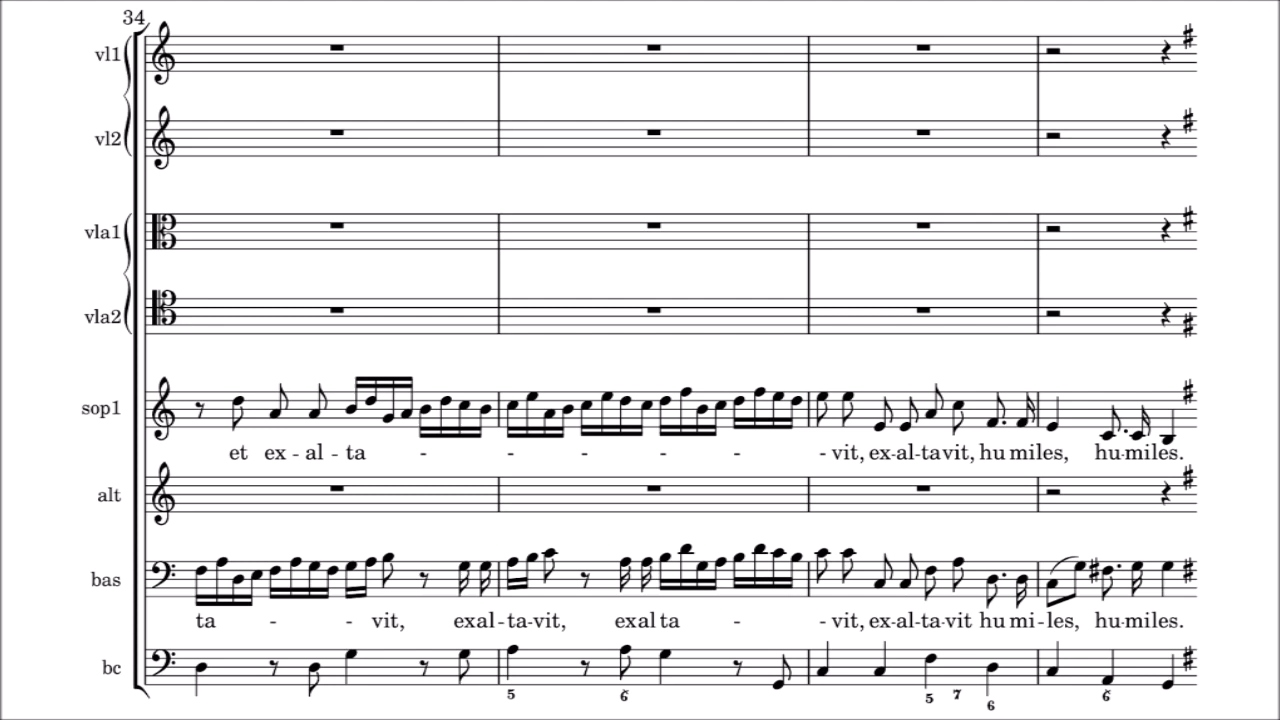 34
vl1
vl2
vla1
vla2
sop1
et ex - al - ta - - - - - - vit, ex-al-tavit, hu miles, hu-miles.
alt
bas
ta - - vit, exal-ta-vit, exal ta - - vit, ex-al-ta-vit hu mi-les, hu-miles.
bc
5 6 5 7 6 6